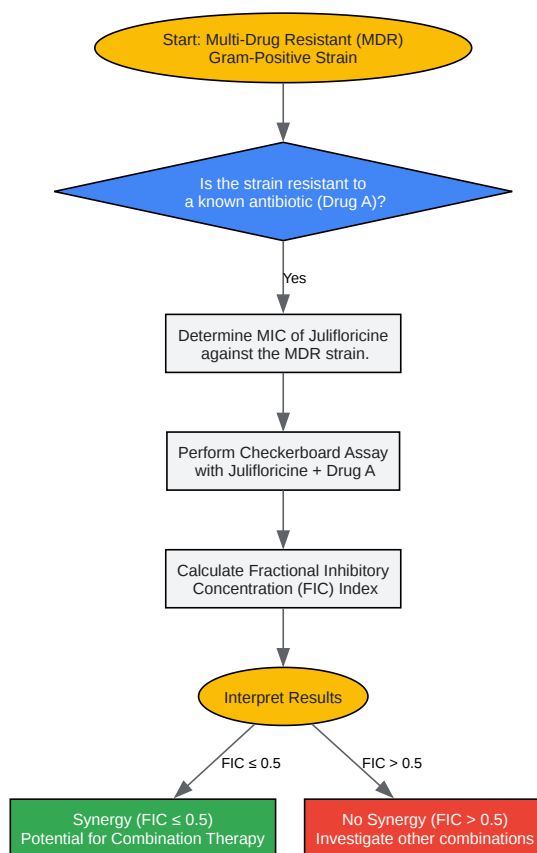 Start: Multi-Drug Resistant (MDR)
Gram-Positive Strain
Is the strain resistant to
a known antibiotic (Drug A)?
Yes
Determine MIC of Julifloricine
against the MDR strain.
Perform Checkerboard Assay
with Julifloricine + Drug A
Calculate Fractional Inhibitory
Concentration (FIC) Index
Interpret Results
FIC ≤ 0.5
FIC > 0.5
Synergy (FIC ≤ 0.5)
Potential for Combination Therapy
No Synergy (FIC > 0.5)
Investigate other combinations